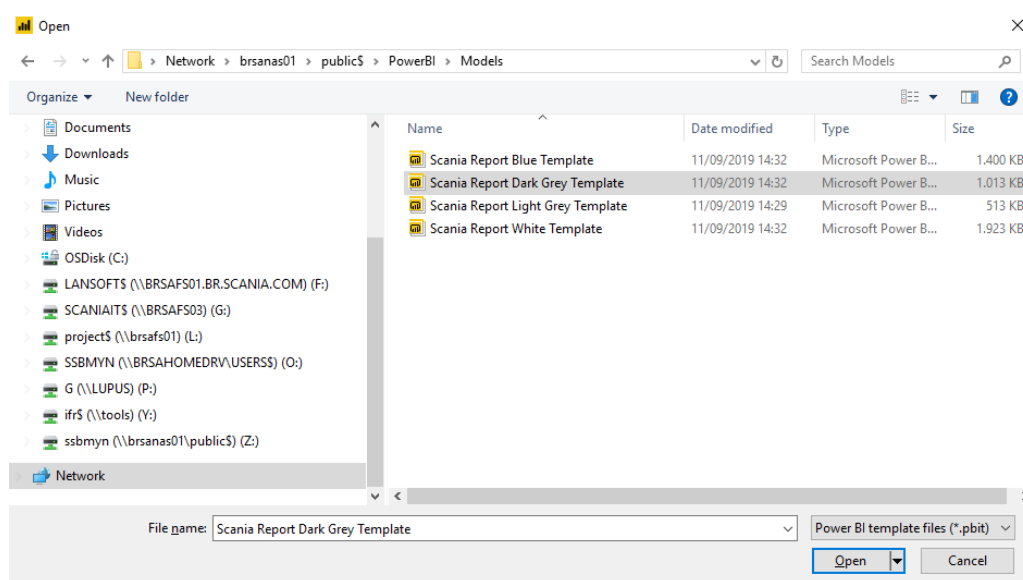 Open
Network › brsanas01 › public$ › PowerBI › Models
Search Models
Organize
New folder
Name Date modified Type Size
Documents
Downloads
Music
Pictures
Videos
OSDisk (C:)
LANSOFT$ (\\BRSAFS01.BR.SCANIA.COM) (F:)
SCANIAIT$ (\\BRSAFS03) (G:)
project$ (\\brsafs01) (L:)
SSBMYN (\\BRSAHOMEDRV\USERS$) (O:)
G (\\LUPUS) (P:)
ifr$ (\\tools) (Y:)
ssbmyn (\\brsanas01\public$) (Z:)
Network
Scania Report Blue Template 11/09/2019 14:32 Microsoft Power B... 1.400 KB
Scania Report Dark Grey Template 11/09/2019 14:32 Microsoft Power B... 1.013 KB
Scania Report Light Grey Template 11/09/2019 14:29 Microsoft Power B... 513 KB
Scania Report White Template 11/09/2019 14:32 Microsoft Power B... 1.923 KB
File name: Scania Report Dark Grey Template
Power BI template files (*.pbit)
Open
Cancel